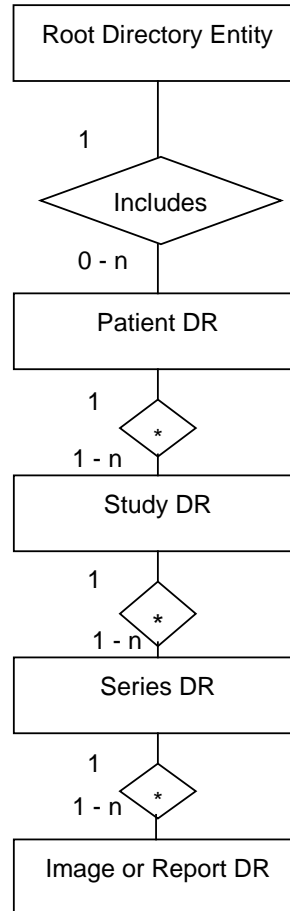 Root Directory Entity
1
Includes
0 - n
Patient DR
1
*
1 - n
Study DR
1
*
1 - n
Series DR
1
*
1 - n
Image or Report DR